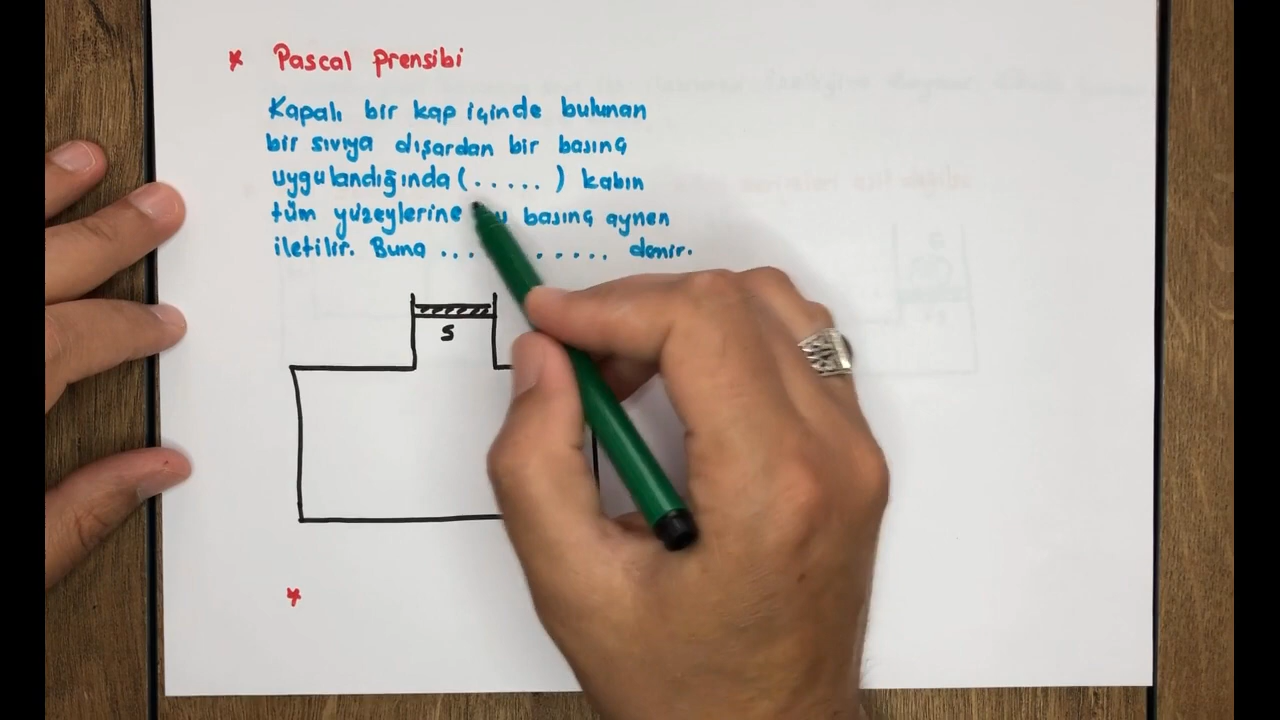 * Pascal prensibi
Kapalı bir kap içinde bulunan
bir sıvıya dışardan bir basınç
uygulandığında (.....) kabın
tüm yüzeylerine basınç aynen
iletilir. Buna ... ..... denir.
S
*